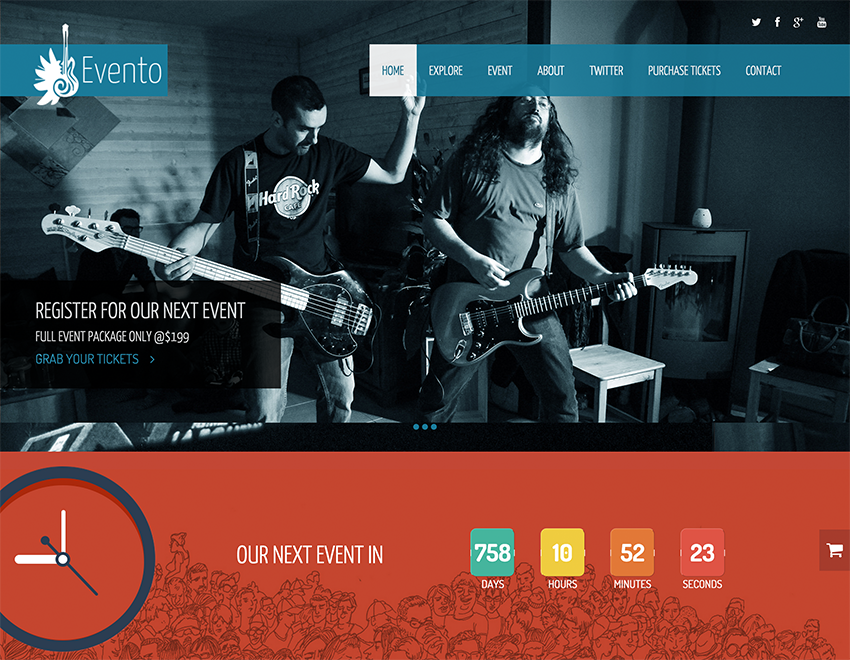 Evento
HOME EXPLORE EVENT ABOUT TWITTER PURCHASE TICKETS CONTACT
Hard Rock
CAFE
REGISTER FOR OUR NEXT EVENT
FULL EVENT PACKAGE ONLY @$199
GRAB YOUR TICKETS >
OUR NEXT EVENT IN
758 10 52 23
DAYS HOURS MINUTES SECONDS